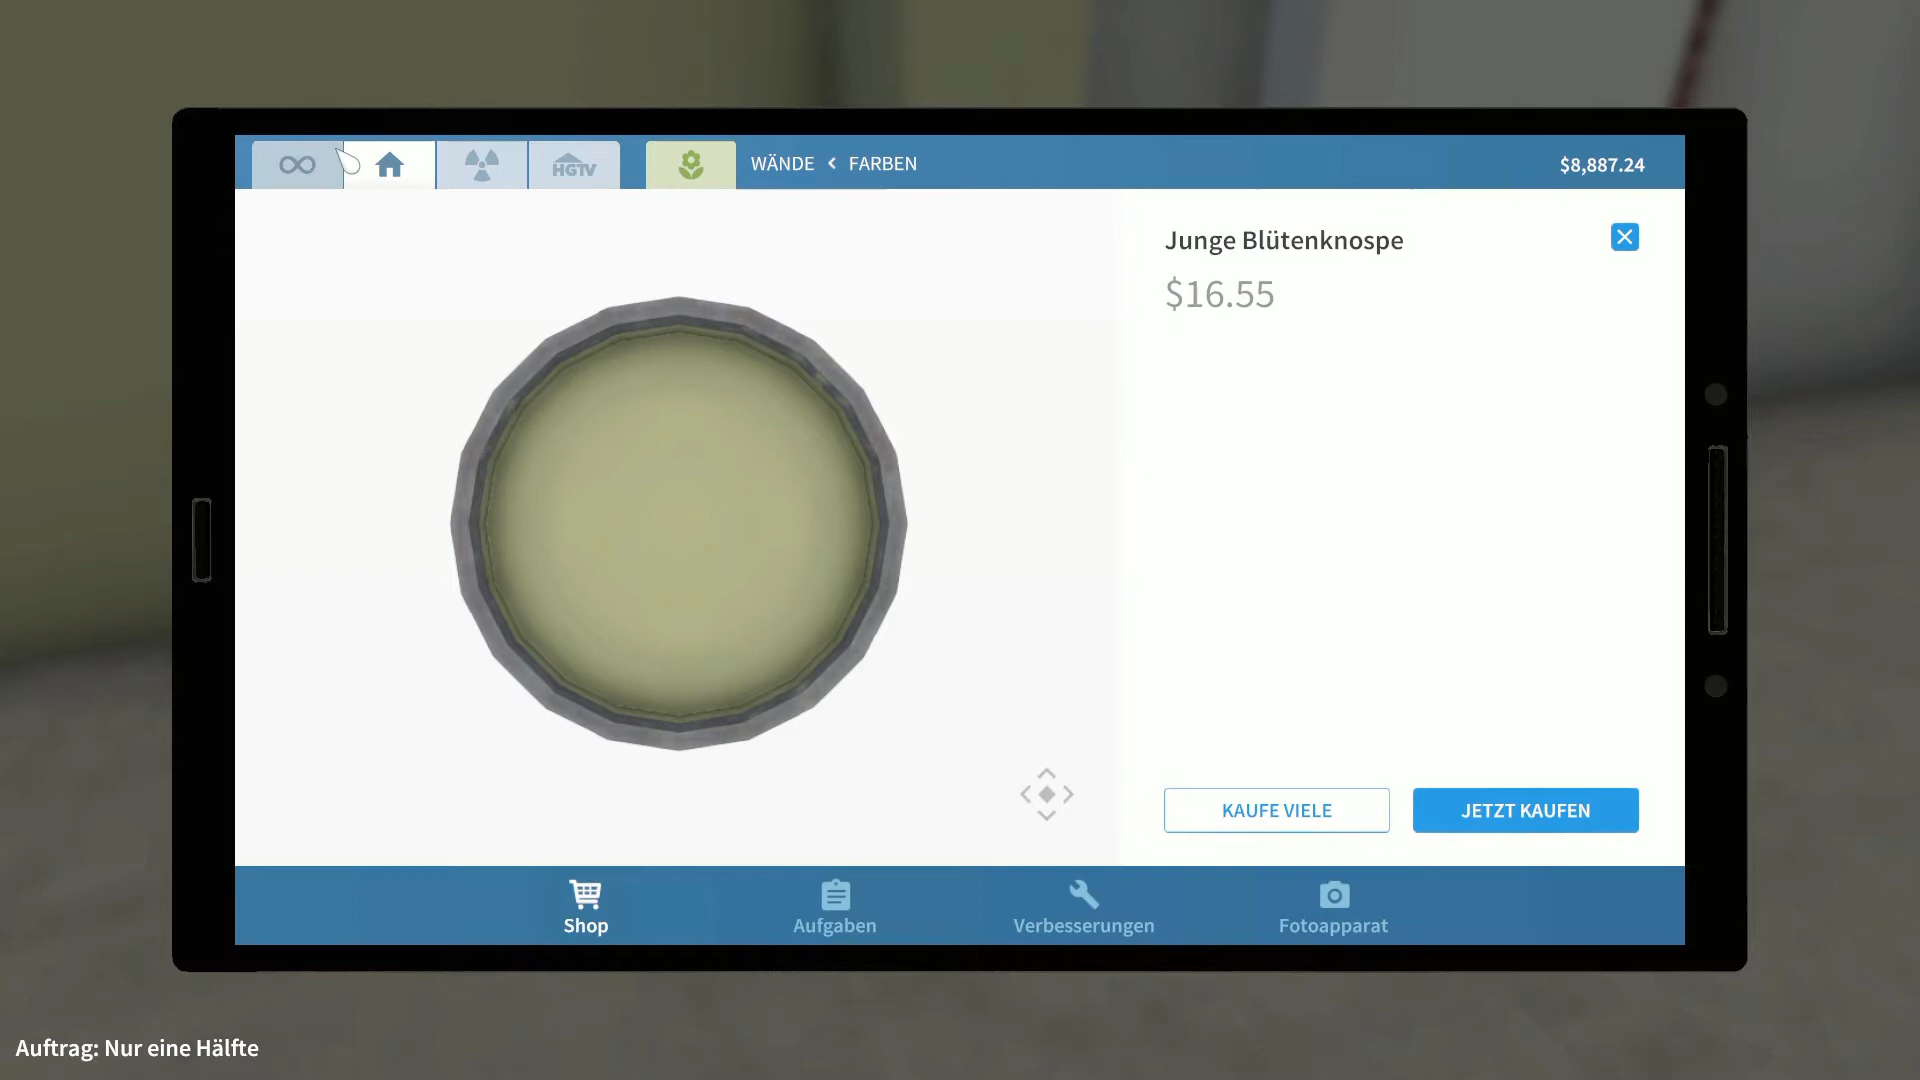 HGTV
WÄNDE < FARBEN
$8,887.24
Junge Blütenknospe
$16.55
KAUFE VIELE
JETZT KAUFEN
Shop
Aufgaben
Verbesserungen
Fotoapparat
Auftrag: Nur eine Hälfte